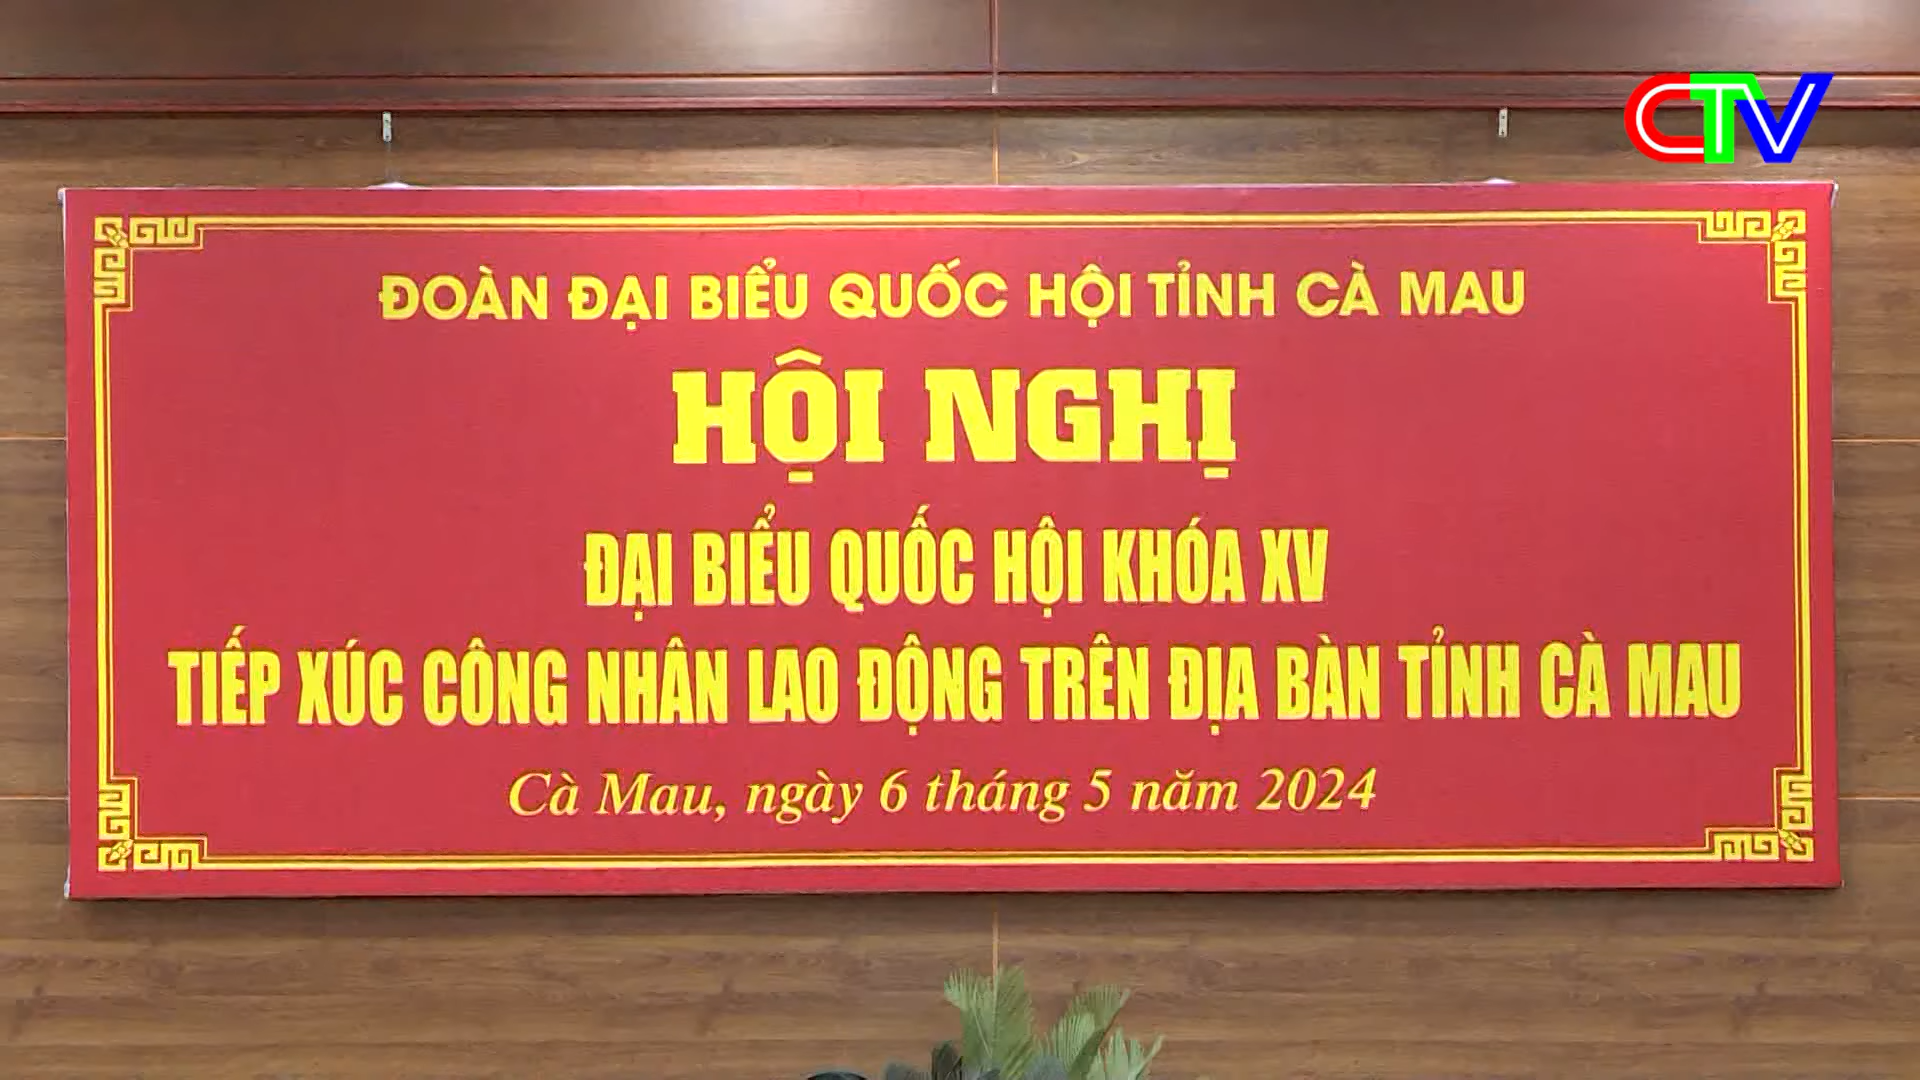 CTV
ĐOÀN ĐẠI BIỂU QUỐC HỘI TỈNH CÀ MAU
HỘI NGHỊ
ĐẠI BIỂU QUỐC HỘI KHÓA XV
TIẾP XÚC CÔNG NHÂN LAO ĐỘNG TRÊN ĐỊA BÀN TỈNH CÀ MAU
Cà Mau, ngày 6 tháng 5 năm 2024